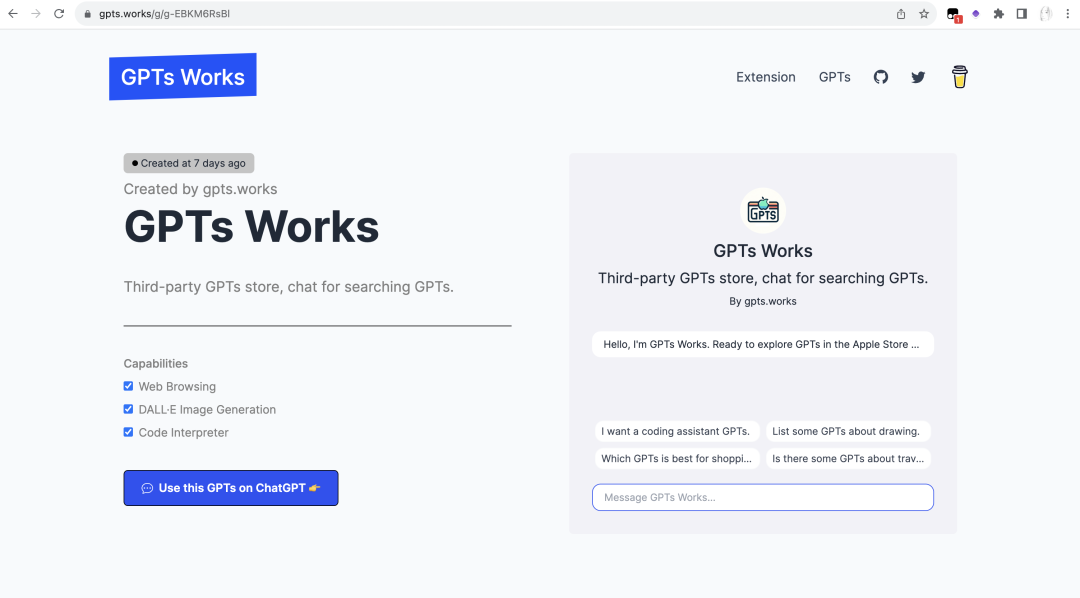 gpts.works/g/g-EBKM6RsBl
1
GPTs Works
Extension
GPTs
Created at 7 days ago
Created by gpts.works
GPTs Works
Third-party GPTs store, chat for searching GPTs.
Capabilities
Web Browsing
DALL·E Image Generation
Code Interpreter
Use this GPTs on ChatGPT
GPTS
GPTs Works
Third-party GPTs store, chat for searching GPTs.
By gpts.works
Hello, I'm GPTs Works. Ready to explore GPTs in the Apple Store ...
I want a coding assistant GPTs.
List some GPTs about drawing.
Which GPTs is best for shoppi...
Is there some GPTs about trav...
Message GPTs Works...